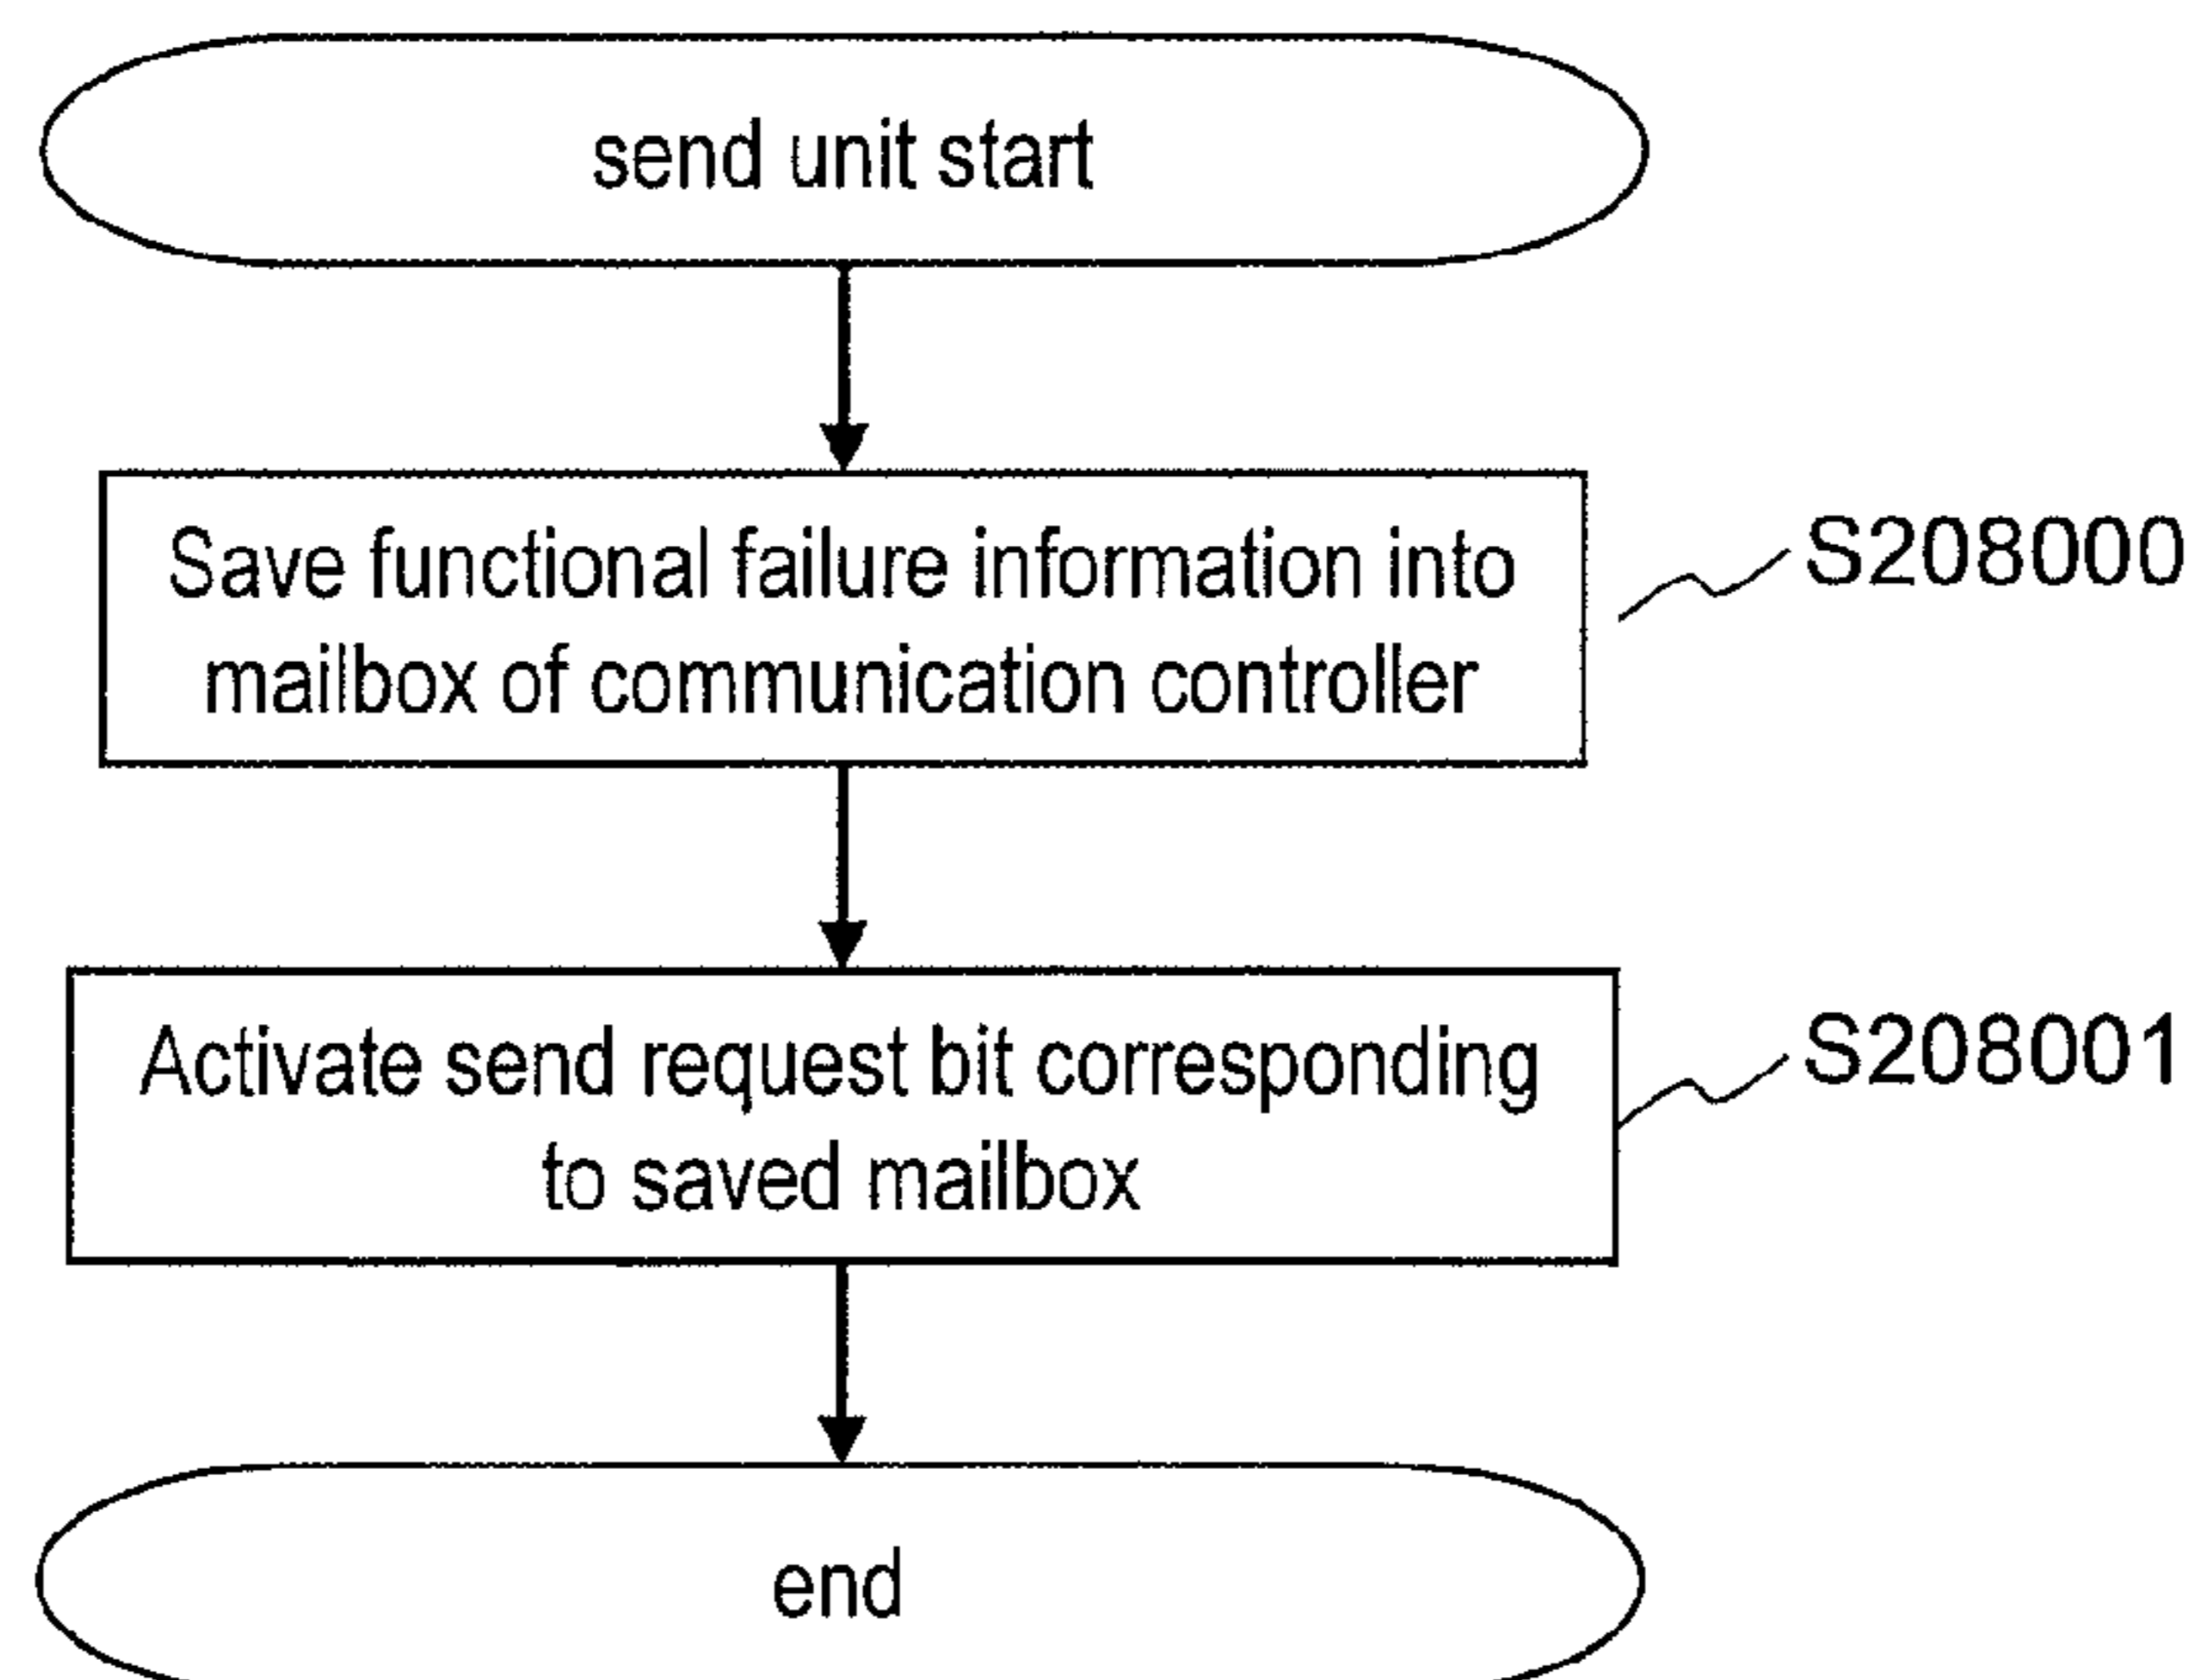 send unit start
Save functional failure information into
mailbox of communication controller
S208000
Activate send request bit corresponding
to saved mailbox
S208001
end